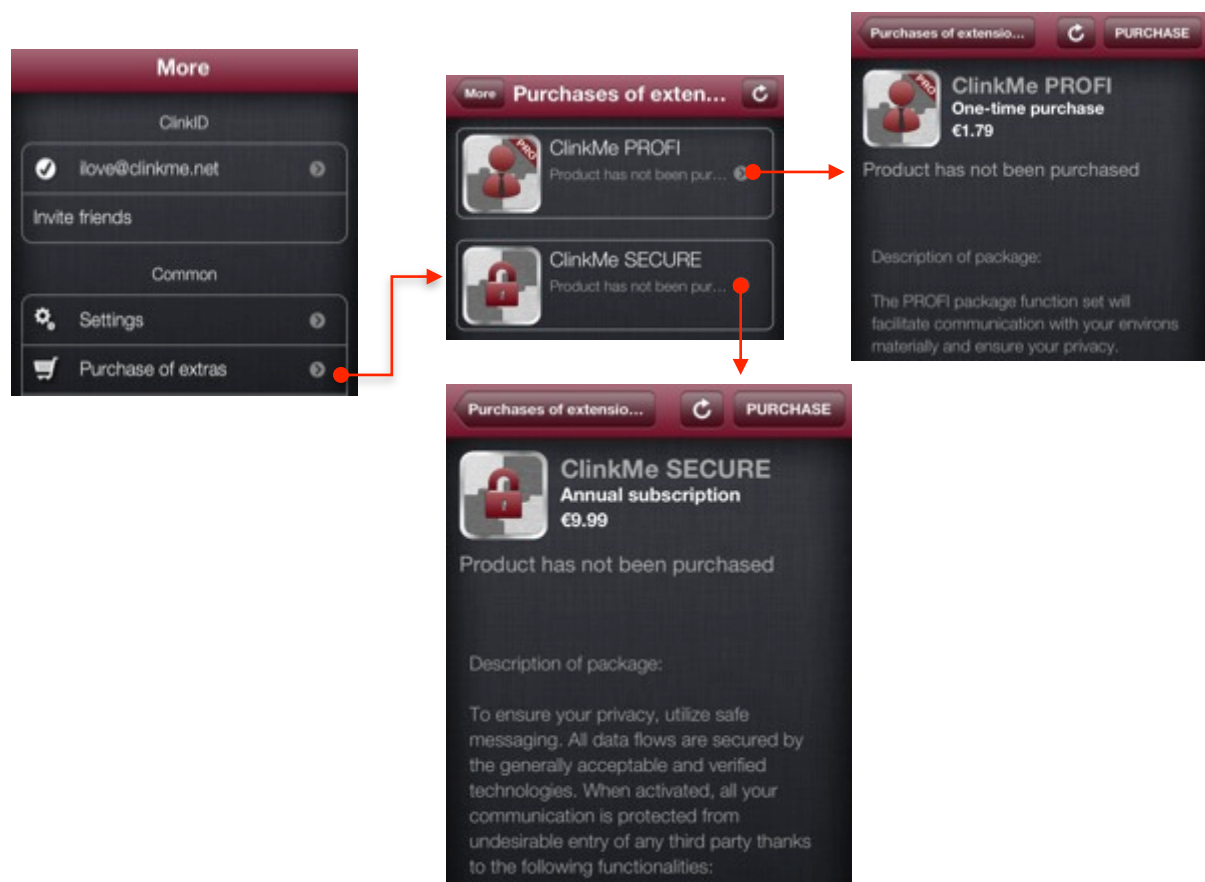 More
ClinkID
ilove@clinkme.net
Invite friends
Common
Settings
Purchase of extras
More
Purchases of exten...
ClinkMe PROFI
PRO
Product has not been pur...
ClinkMe SECURE
Product has not been pur...
Purchases of extensio...
PURCHASE
PRO
ClinkMe PROFI
One-time purchase
€1.79
Product has not been purchased
Description of package:
The PROFI package function set will
facilitate communication with your environs
materially and ensure your privacy.
Purchases of extensio...
PURCHASE
ClinkMe SECURE
Annual subscription
€9.99
Product has not been purchased
Description of package:
To ensure your privacy, utilize safe
messaging. All data flows are secured by
the generally acceptable and verified
technologies. When activated, all your
communication is protected from
undesirable entry of any third party thanks
to the following functionalities: